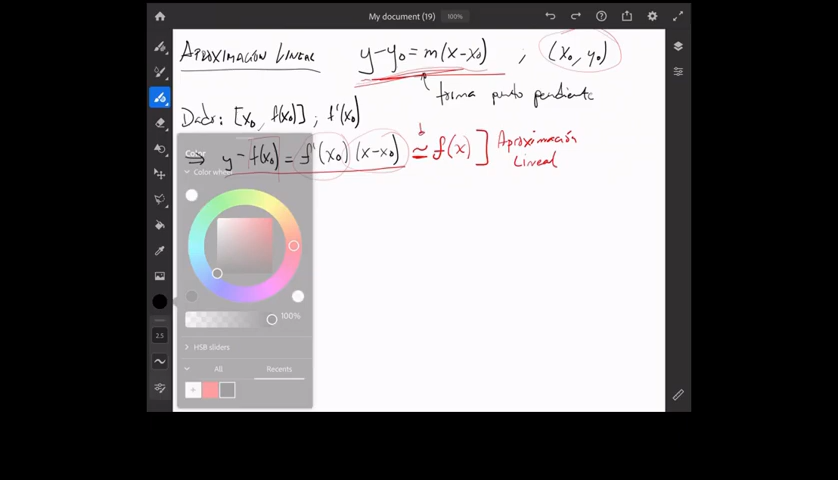 My document (19) 100%
APROXIMACIÓN LINEAL y-y₀ = m(x-x₀) ; (x₀, y₀)
forma punto pendiente
Dado: [x₀, f(x₀)] ; f'(x₀)
⇒ y - f(x₀) = f'(x₀) (x-x₀) ≃ f(x) ] Aproximación
Lineal
Color
Color wheel
100%
2.5
HSB sliders
All Recents